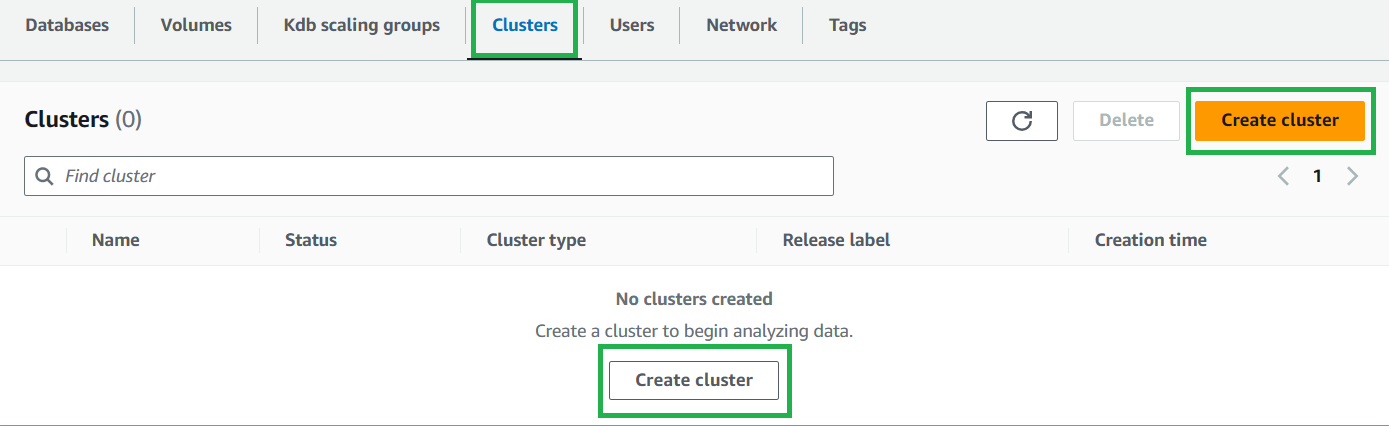 Databases Volumes Kdb scaling groups Clusters Users Network Tags
Clusters (0) Delete Create cluster
Find cluster 1
Name Status Cluster type Release label Creation time
No clusters created
Create a cluster to begin analyzing data.
Create cluster